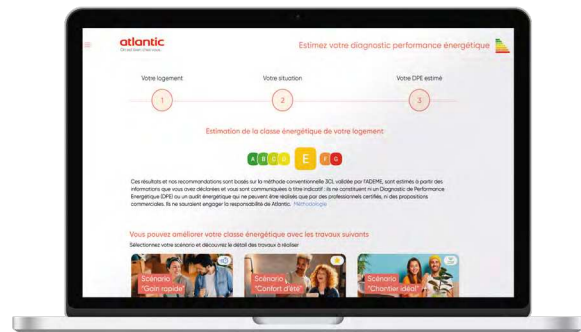 atlantic
Estimez votre diagnostic performance énergétique
Votre logement
Votre situation
Votre DPE estimé
1
2
3
Estimation de la classe énergétique de votre logement
A B C D E F G
Ces résultats et nos recommandations sont basés sur la méthode conventionnelle 3CL validée par l'ADEME, sont estimés à partir des
informations que vous avez déclarées et vous sont communiquées à titre indicatif : ils ne constituent ni un Diagnostic de Performance
Energétique (DPE) ou un audit énergétique qui ne peuvent être réalisés que par des professionnels certifiés, ni des propositions
commerciales. Ils ne sauraient engager la responsabilité de Atlantic. Méthodologie
Vous pouvez améliorer votre classe énergétique avec les travaux suivants
Sélectionnez votre scénario et découvrez le détail des travaux à réaliser
Scénario
"Gain rapide"
Scénario
"Confort d'été"
Scénario
"Chantier idéal"